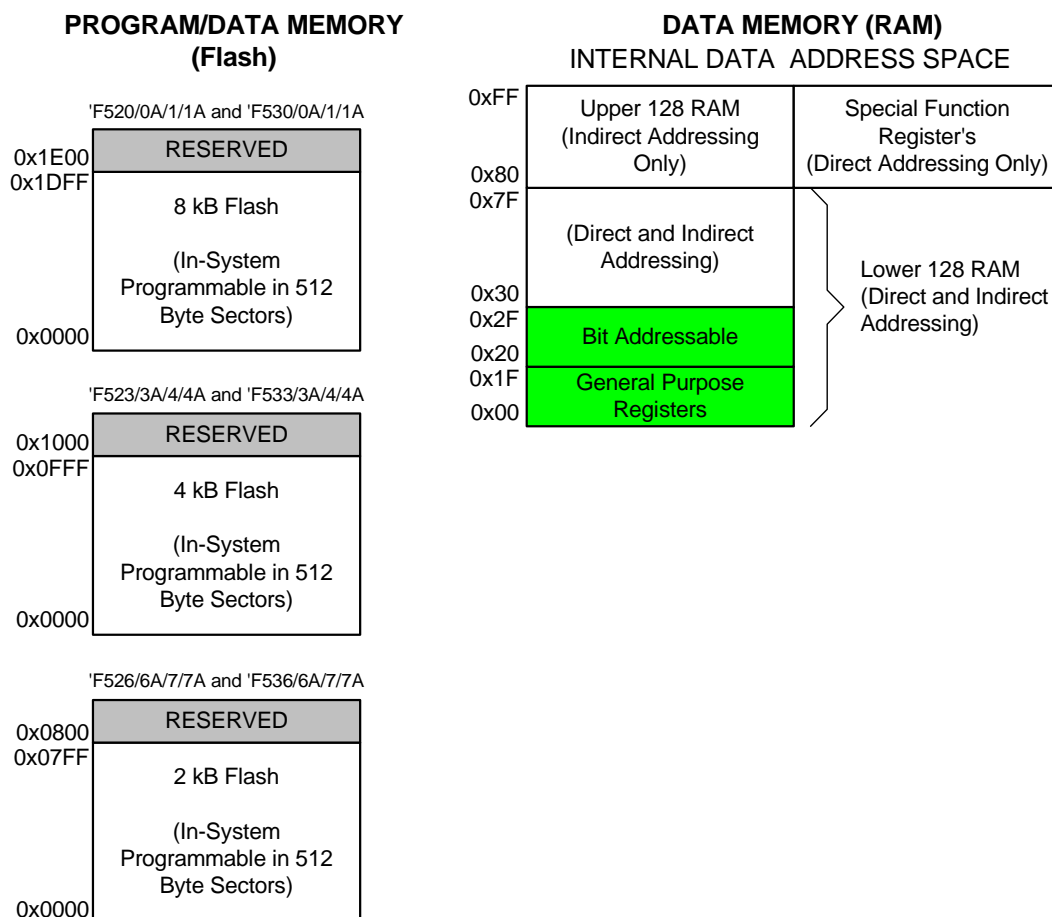 PROGRAM/DATA MEMORY
(Flash)
'F520/0A/1/1A and 'F530/0A/1/1A
RESERVED
0x1E00
0x1DFF
8 kB Flash
(In-System
Programmable in 512
Byte Sectors)
0x0000
'F523/3A/4/4A and 'F533/3A/4/4A
RESERVED
0x1000
0x0FFF
4 kB Flash
(In-System
Programmable in 512
Byte Sectors)
0x0000
'F526/6A/7/7A and 'F536/6A/7/7A
RESERVED
0x0800
0x07FF
2 kB Flash
(In-System
Programmable in 512
Byte Sectors)
0x0000
DATA MEMORY (RAM)
INTERNAL DATA ADDRESS SPACE
0xFF
Upper 128 RAM
(Indirect Addressing
Only)
0x80
Special Function
Register's
(Direct Addressing Only)
0x7F
(Direct and Indirect
Addressing)
0x30
Lower 128 RAM
(Direct and Indirect
Addressing)
0x2F
Bit Addressable
0x20
0x1F
General Purpose
Registers
0x00